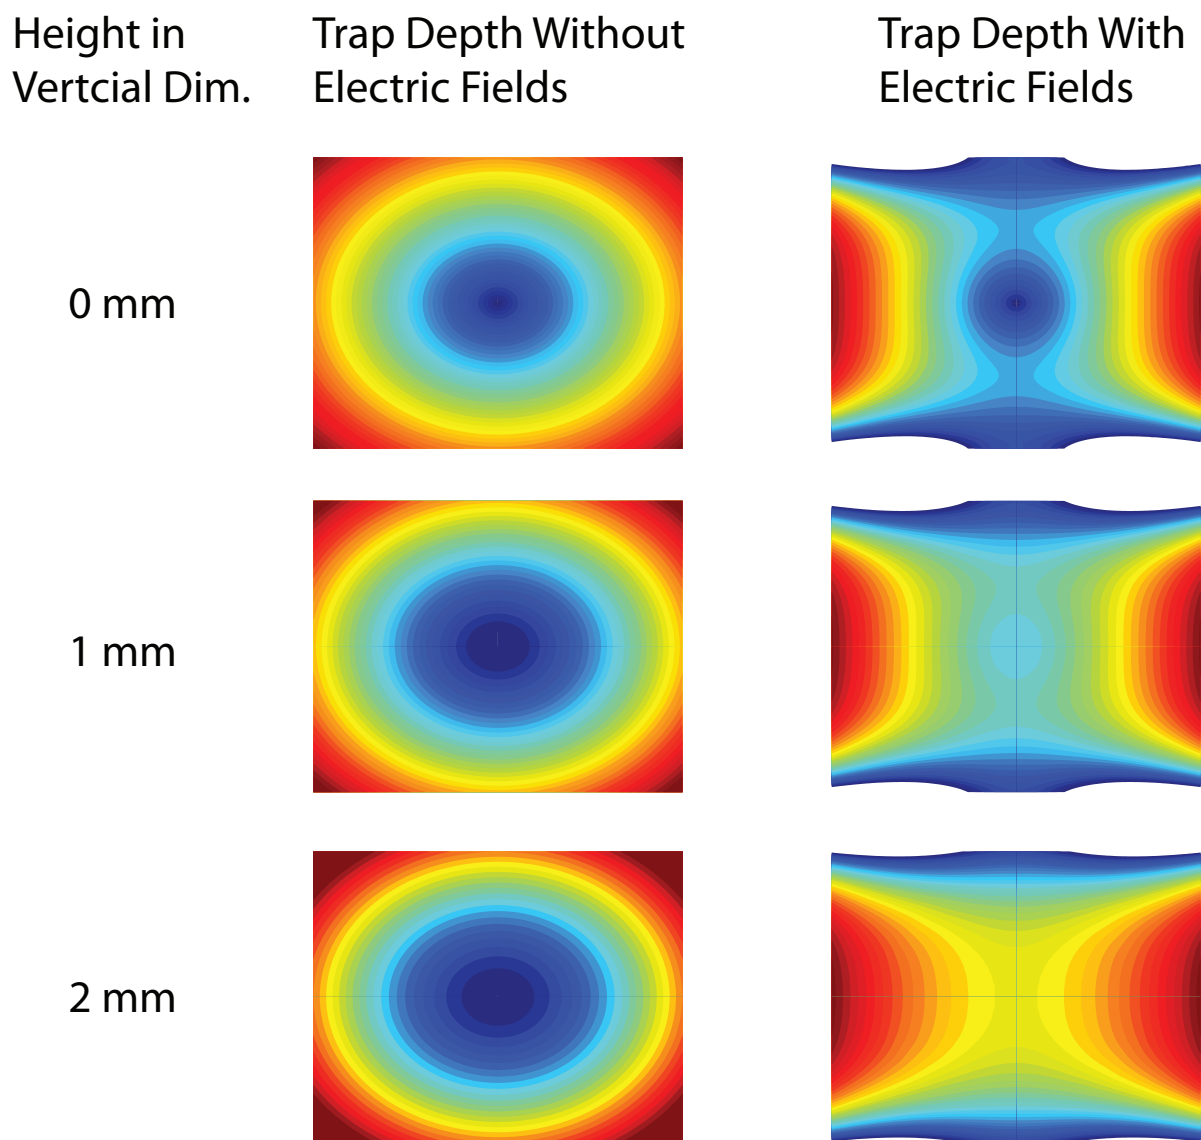 Height in
Vertcial Dim.
Trap Depth Without
Electric Fields
Trap Depth With
Electric Fields
0 mm
1 mm
2 mm